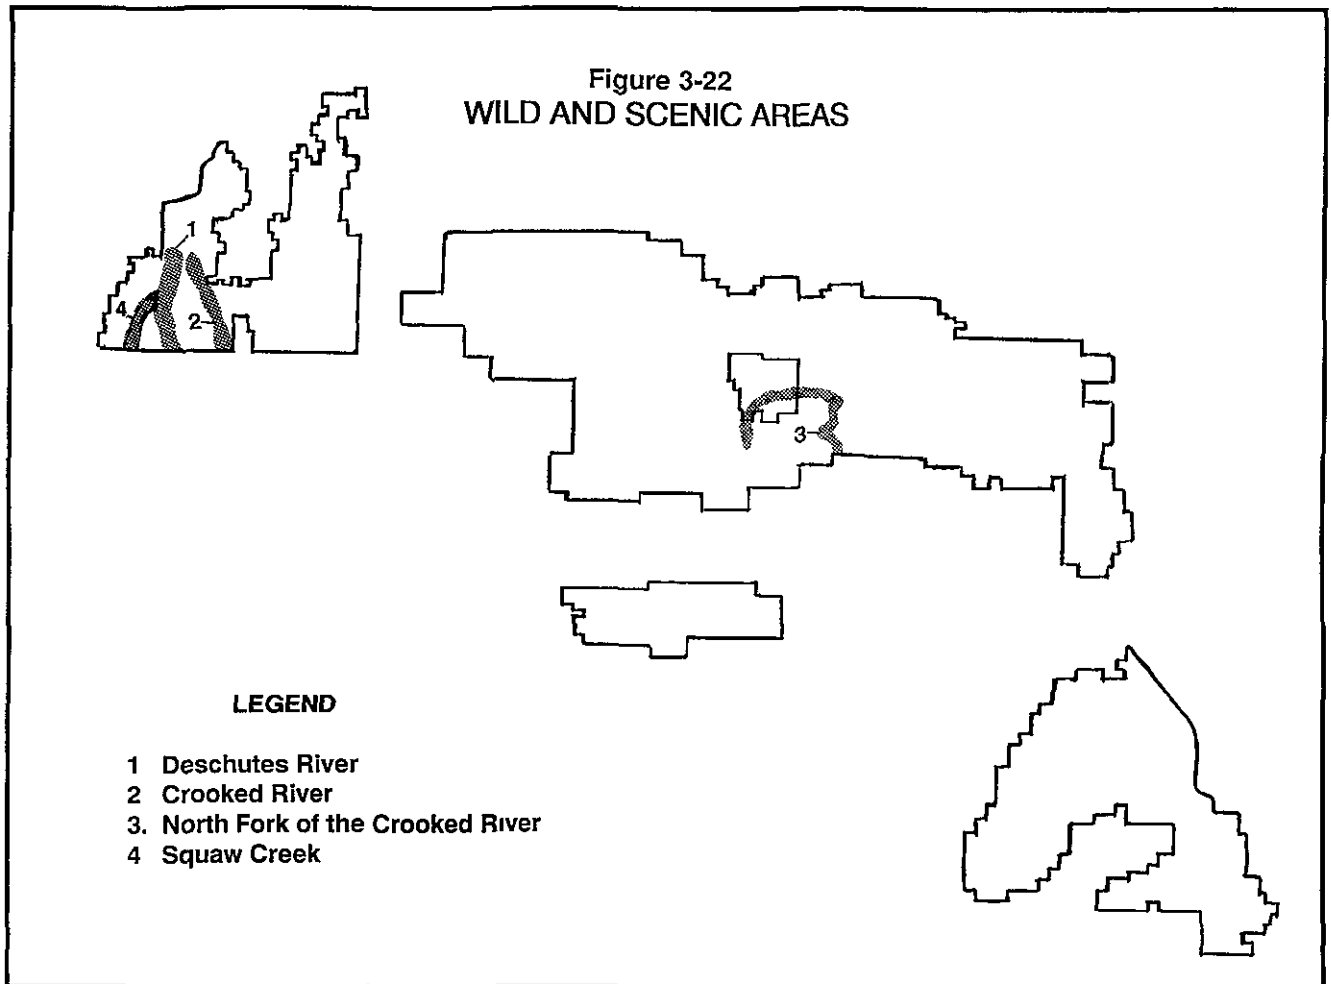 Figure 3-22
WILD AND SCENIC AREAS
1
4
2
3
LEGEND
1 Deschutes River
2 Crooked River
3. North Fork of the Crooked River
4 Squaw Creek